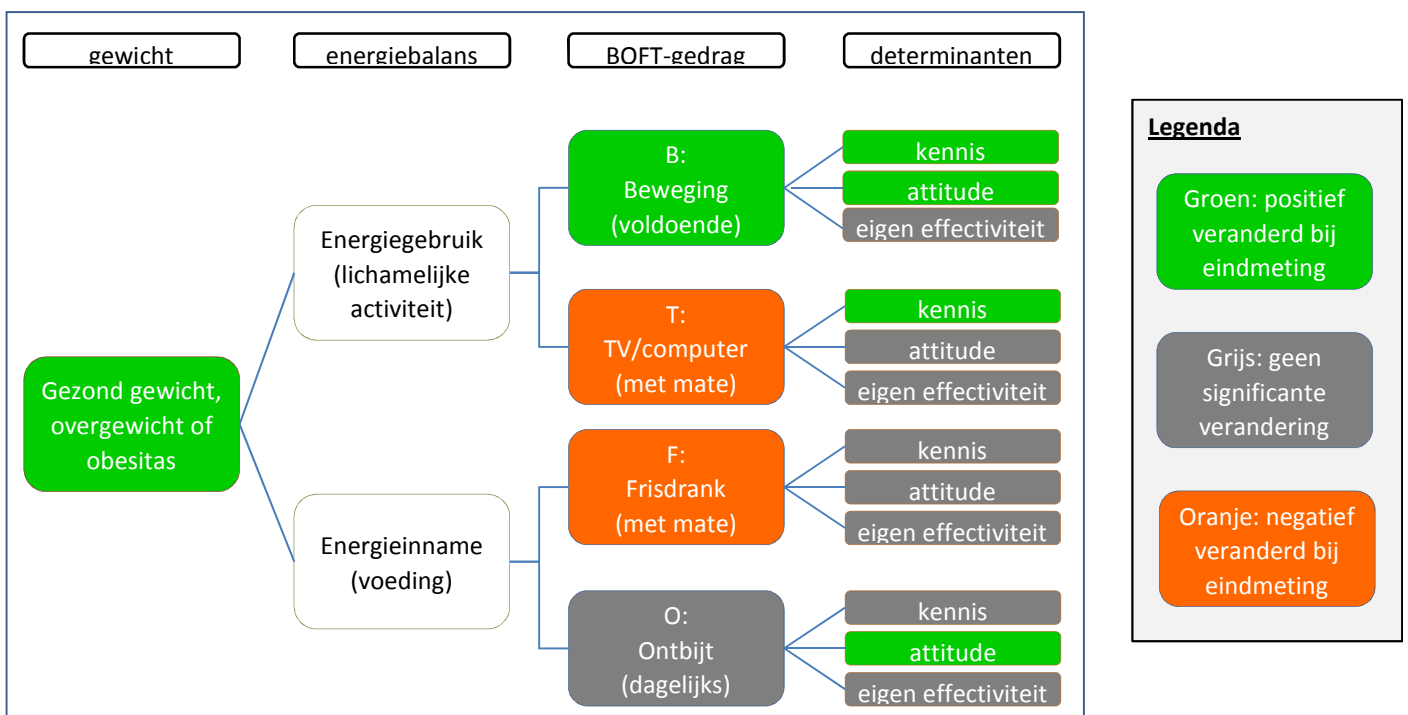 gewicht
energiebalans
BOFT-gedrag
determinanten
Gezond gewicht,
overgewicht of
obesitas
Energiegebruik
(lichamelijke
activiteit)
Energieinname
(voeding)
B:
Beweging
(voldoende)
kennis
attitude
eigen effectiviteit
T:
TV/computer
(met mate)
kennis
attitude
eigen effectiviteit
F:
Frisdrank
(met mate)
kennis
attitude
eigen effectiviteit
O:
Ontbijt
(dagelijks)
kennis
attitude
eigen effectiviteit
Legenda
Groen: positief
veranderd bij
eindmeting
Grijs: geen
significante
verandering
Oranje: negatief
veranderd bij
eindmeting